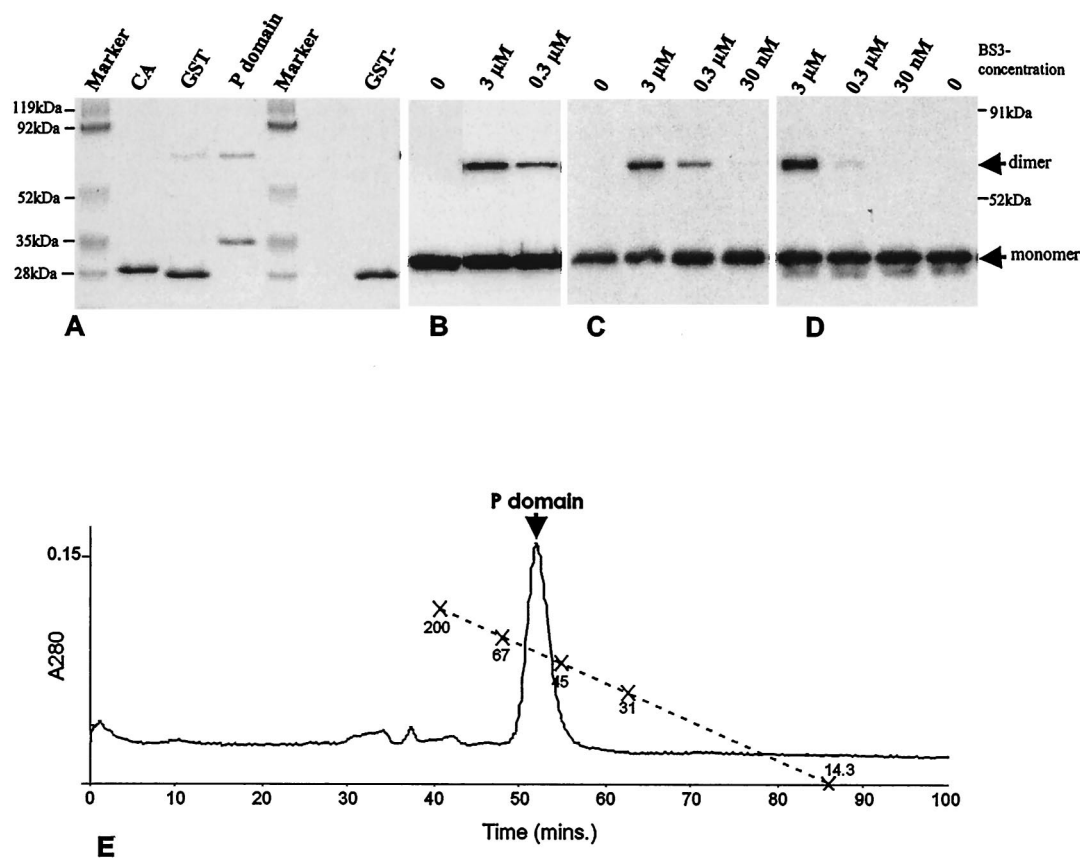 Marker
CA
GST
P domain
Marker
GST-
0
3 µM
0.3 µM
0
3 µM
0.3 µM
30 nM
3 µM
0.3 µM
30 nM
0
BS3-
concentration
119kDa
92kDa
52kDa
35kDa
28kDa
91kDa
dimer
52kDa
monomer
A
B
C
D
P domain
0.15
A280
200
67
45
31
14.3
0 10 20 30 40 50 60 70 80 90 100
Time (mins.)
E